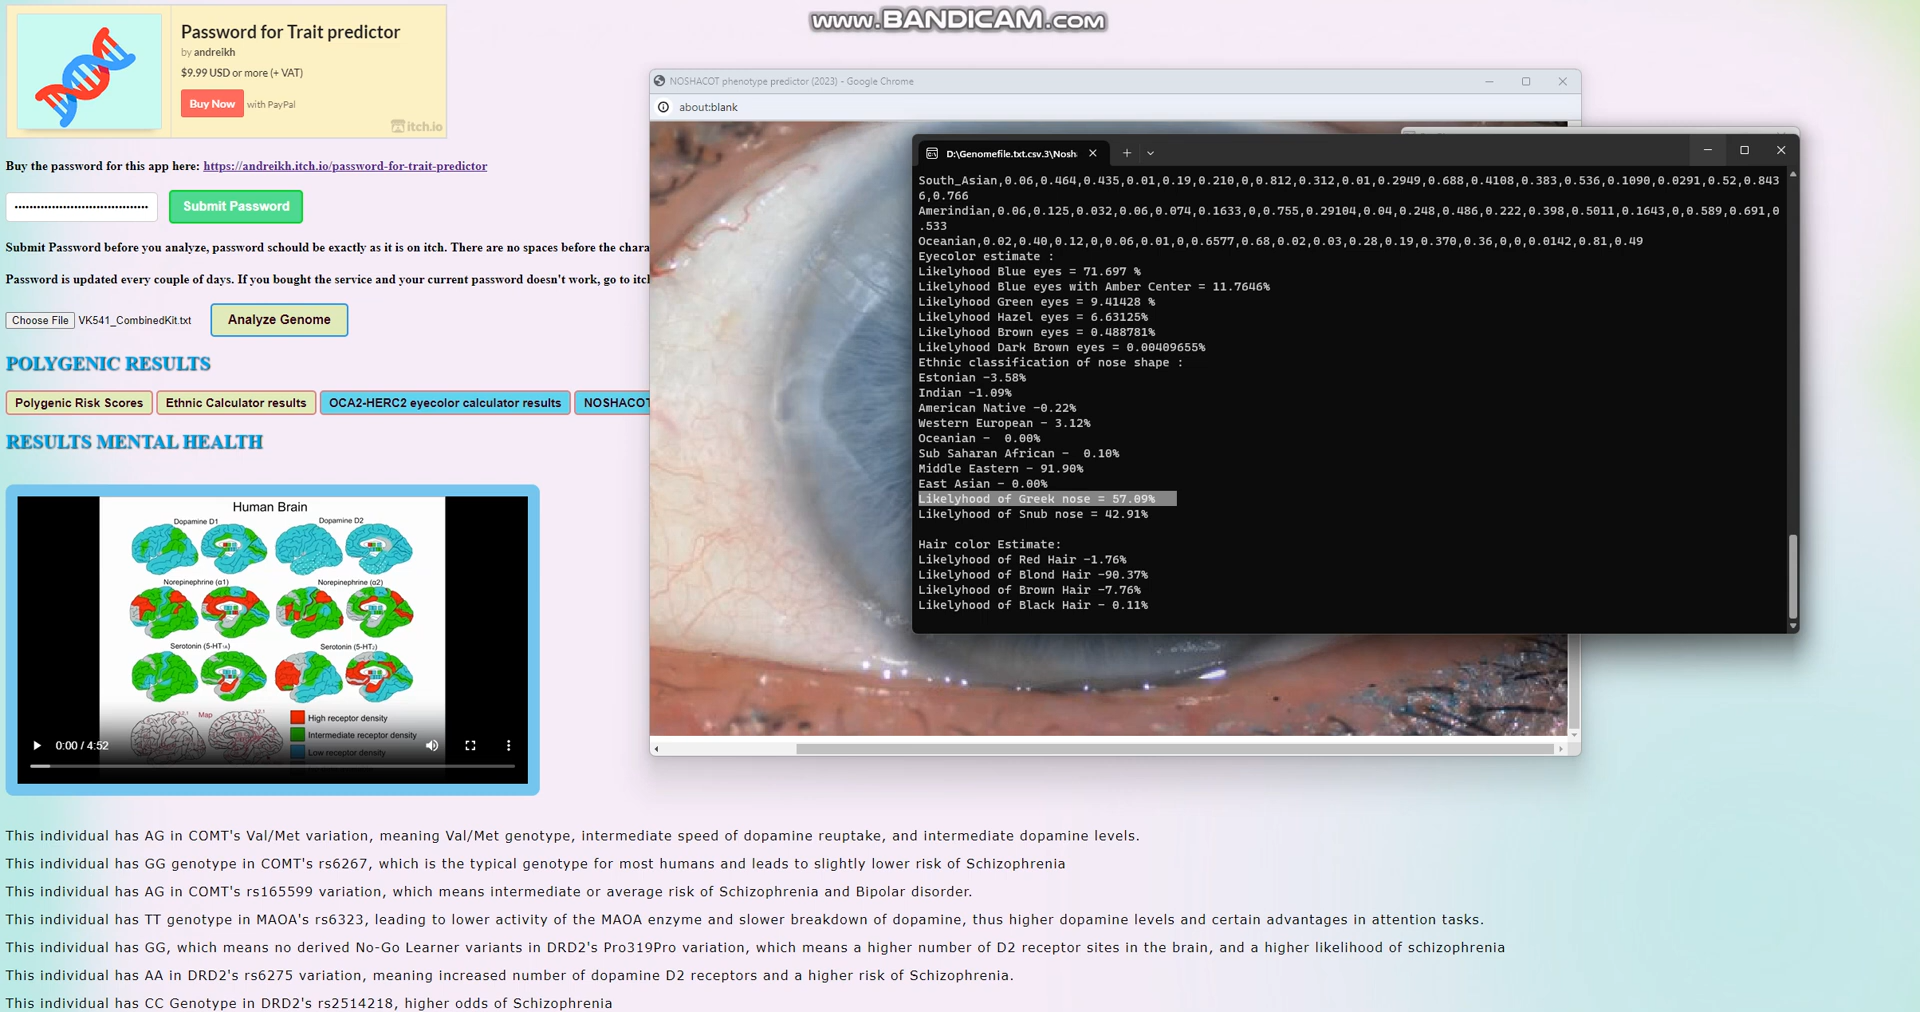 www.BANDICAM.com
Password for Trait predictor
by andreikh
$9.99 USD or more (+ VAT)
Buy Now with PayPal
itch.io
Buy the password for this app here: https://andreikh.itch.io/password-for-trait-predictor
Submit Password
Submit Password before you analyze, password schould be exactly as it is on itch. There are no spaces before the chara
Password is updated every couple of days. If you bought the service and your current password doesn't work, go to itcl
Choose File VK541_CombinedKit.txt Analyze Genome
POLYGENIC RESULTS
Polygenic Risk Scores Ethnic Calculator results OCA2-HERC2 eyecolor calculator results NOSHACOT
RESULTS MENTAL HEALTH
Human Brain
Dopamine D1 Dopamine D2
Norepinephrine (α1) Norepinephrine (α2)
Serotonin (5-HT₁ₐ) Serotonin (5-HT₂)
Map
High receptor density
Intermediate receptor density
Low receptor density
0:00 / 4:52
NOSHACOT phenotype predictor (2023) - Google Chrome
about:blank
D:\Genomefile.txt.csv.3\Nosh
South_Asian,0.06,0.464,0.435,0.01,0.19,0.210,0,0.812,0.312,0.01,0.2949,0.688,0.4108,0.383,0.536,0.1090,0.0291,0.52,0.843
6,0.766
Amerindian,0.06,0.125,0.032,0.06,0.074,0.1633,0,0.755,0.29104,0.04,0.248,0.486,0.222,0.398,0.5011,0.1643,0,0.589,0.691,0
.533
Oceanian,0.02,0.40,0.12,0,0.06,0.01,0,0.6577,0.68,0.02,0.03,0.28,0.19,0.370,0.36,0,0,0.0142,0.81,0.49
Eyecolor estimate :
Likelyhood Blue eyes = 71.697 %
Likelyhood Blue eyes with Amber Center = 11.7646%
Likelyhood Green eyes = 9.41428 %
Likelyhood Hazel eyes = 6.63125%
Likelyhood Brown eyes = 0.488781%
Likelyhood Dark Brown eyes = 0.00409655%
Ethnic classification of nose shape :
Estonian -3.58%
Indian -1.09%
American Native -0.22%
Western European - 3.12%
Oceanian - 0.00%
Sub Saharan African - 0.10%
Middle Eastern - 91.90%
East Asian - 0.00%
Likelyhood of Greek nose = 57.09%
Likelyhood of Snub nose = 42.91%
Hair color Estimate:
Likelyhood of Red Hair -1.76%
Likelyhood of Blond Hair -90.37%
Likelyhood of Brown Hair -7.76%
Likelyhood of Black Hair - 0.11%
This individual has AG in COMT's Val/Met variation, meaning Val/Met genotype, intermediate speed of dopamine reuptake, and intermediate dopamine levels.
This individual has GG genotype in COMT's rs6267, which is the typical genotype for most humans and leads to slightly lower risk of Schizophrenia
This individual has AG in COMT's rs165599 variation, which means intermediate or average risk of Schizophrenia and Bipolar disorder.
This individual has TT genotype in MAOA's rs6323, leading to lower activity of the MAOA enzyme and slower breakdown of dopamine, thus higher dopamine levels and certain advantages in attention tasks.
This individual has GG, which means no derived No-Go Learner variants in DRD2's Pro319Pro variation, which means a higher number of D2 receptor sites in the brain, and a higher likelihood of schizophrenia
This individual has AA in DRD2's rs6275 variation, meaning increased number of dopamine D2 receptors and a higher risk of Schizophrenia.
This individual has CC Genotype in DRD2's rs2514218, higher odds of Schizophrenia